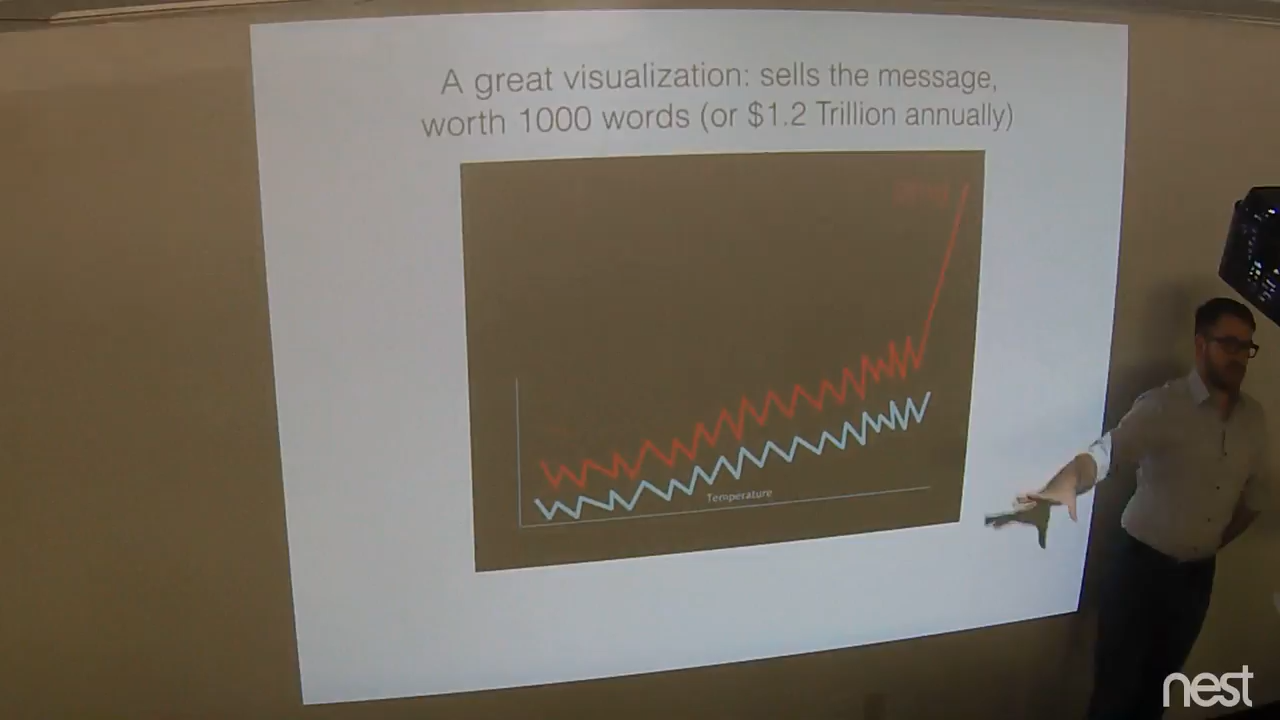 A great visualization: sells the message,
worth 1000 words (or $1.2 Trillion annually)
Temperature
nest